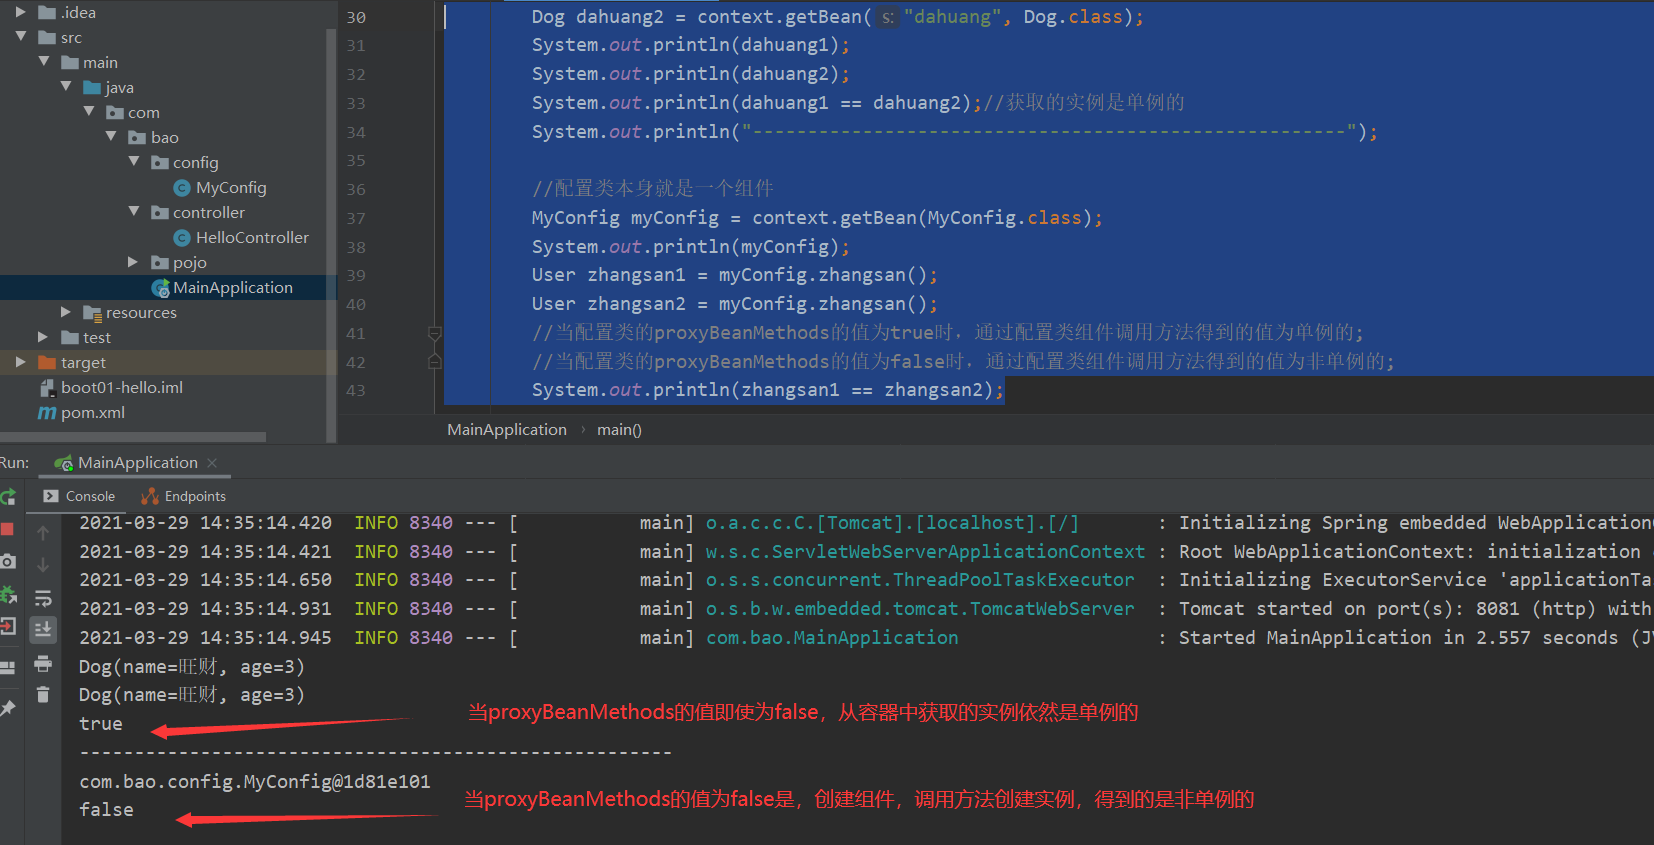 .idea
src
main
java
com
bao
config
MyConfig
controller
HelloController
pojo
MainApplication
resources
test
target
boot01-hello.iml
pom.xml
30 Dog dahuang2 = context.getBean( s: "dahuang", Dog.class);
31 System.out.println(dahuang1);
32 System.out.println(dahuang2);
33 System.out.println(dahuang1 == dahuang2);//获取的实例是单例的
34 System.out.println("------------------------------------------------------");
35
36 //配置类本身就是一个组件
37 MyConfig myConfig = context.getBean(MyConfig.class);
38 System.out.println(myConfig);
39 User zhangsan1 = myConfig.zhangsan();
40 User zhangsan2 = myConfig.zhangsan();
41 //当配置类的proxyBeanMethods的值为true时，通过配置类组件调用方法得到的值为单例的;
42 //当配置类的proxyBeanMethods的值为false时，通过配置类组件调用方法得到的值为非单例的;
43 System.out.println(zhangsan1 == zhangsan2);
MainApplication › main()
Run: MainApplication ×
Console Endpoints
2021-03-29 14:35:14.420 INFO 8340 --- [ main] o.a.c.c.C.[Tomcat].[localhost].[/] : Initializing Spring embedded WebApplication
2021-03-29 14:35:14.421 INFO 8340 --- [ main] w.s.c.ServletWebServerApplicationContext : Root WebApplicationContext: initialization
2021-03-29 14:35:14.650 INFO 8340 --- [ main] o.s.s.concurrent.ThreadPoolTaskExecutor : Initializing ExecutorService 'applicationTa
2021-03-29 14:35:14.931 INFO 8340 --- [ main] o.s.b.w.embedded.tomcat.TomcatWebServer : Tomcat started on port(s): 8081 (http) with
2021-03-29 14:35:14.945 INFO 8340 --- [ main] com.bao.MainApplication : Started MainApplication in 2.557 seconds (J
Dog(name=旺财, age=3)
Dog(name=旺财, age=3)
当proxyBeanMethods的值即使为false，从容器中获取的实例依然是单例的
true
------------------------------------------------------
com.bao.config.MyConfig@1d81e101
当proxyBeanMethods的值为false是，创建组件，调用方法创建实例，得到的是非单例的
false